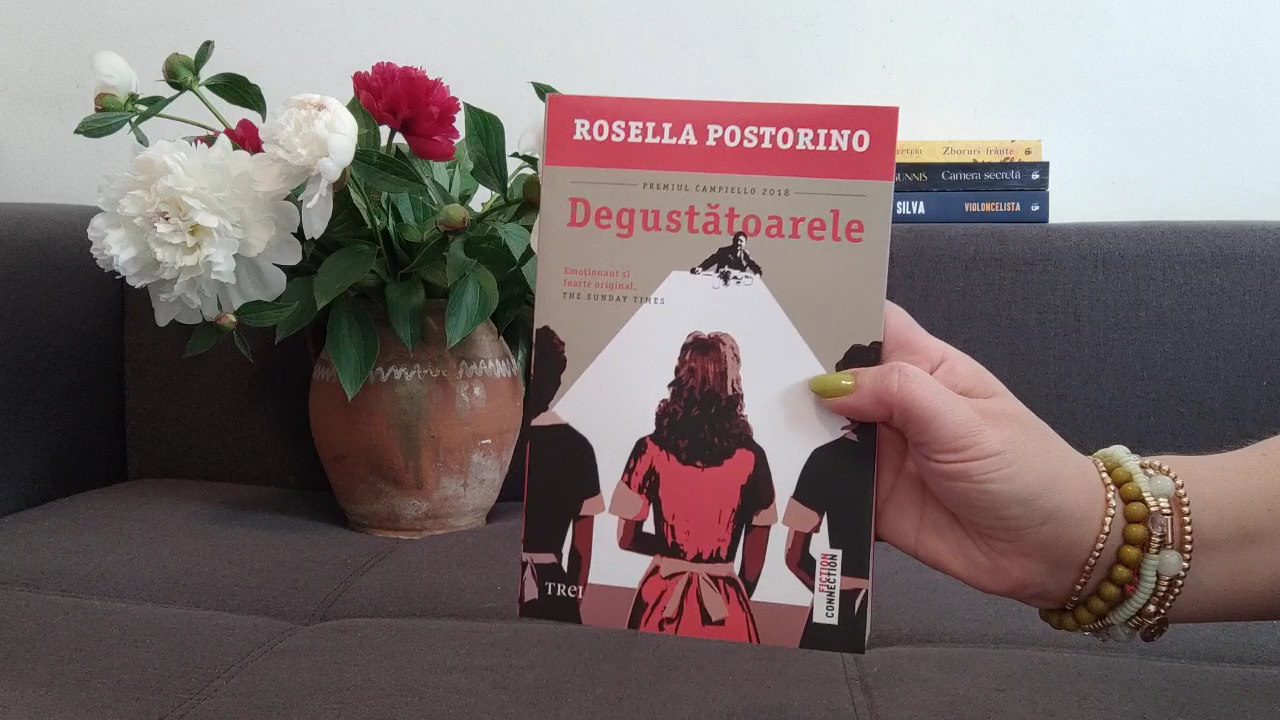 ROSELLA POSTORINO
PREMIUL CAMPIELLO 2018
Degustătoarele
Emoționant și
foarte original.
THE SUNDAY TIMES
TREI
FICTION
CONNECTION
Zboruri frânte
Camera secretă
SILVA VIOLONCELISTA